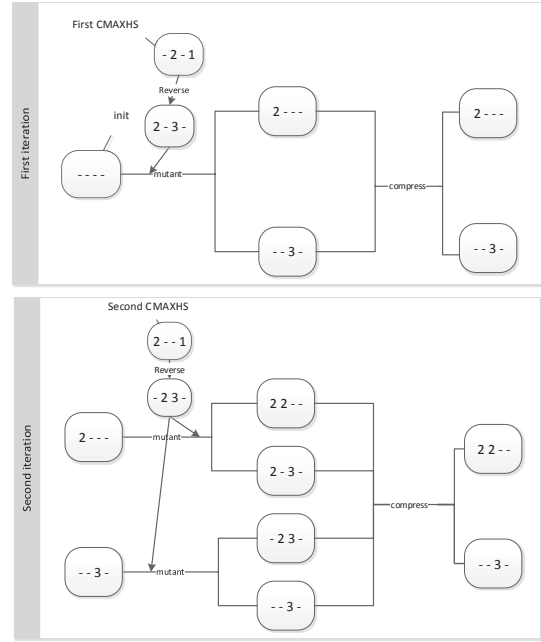 First CMAXHS
- 2 - 1
Reverse
2 - 3 -
init
- - - -
mutant
2 - - -
- - 3 -
compress
2 - - -
- - 3 -
First iteration
Second CMAXHS
2 - - 1
Reverse
- 2 3 -
2 - - -
mutant
2 2 - -
2 - 3 -
- - 3 -
mutant
- 2 3 -
- - 3 -
compress
2 2 - -
- - 3 -
Second iteration